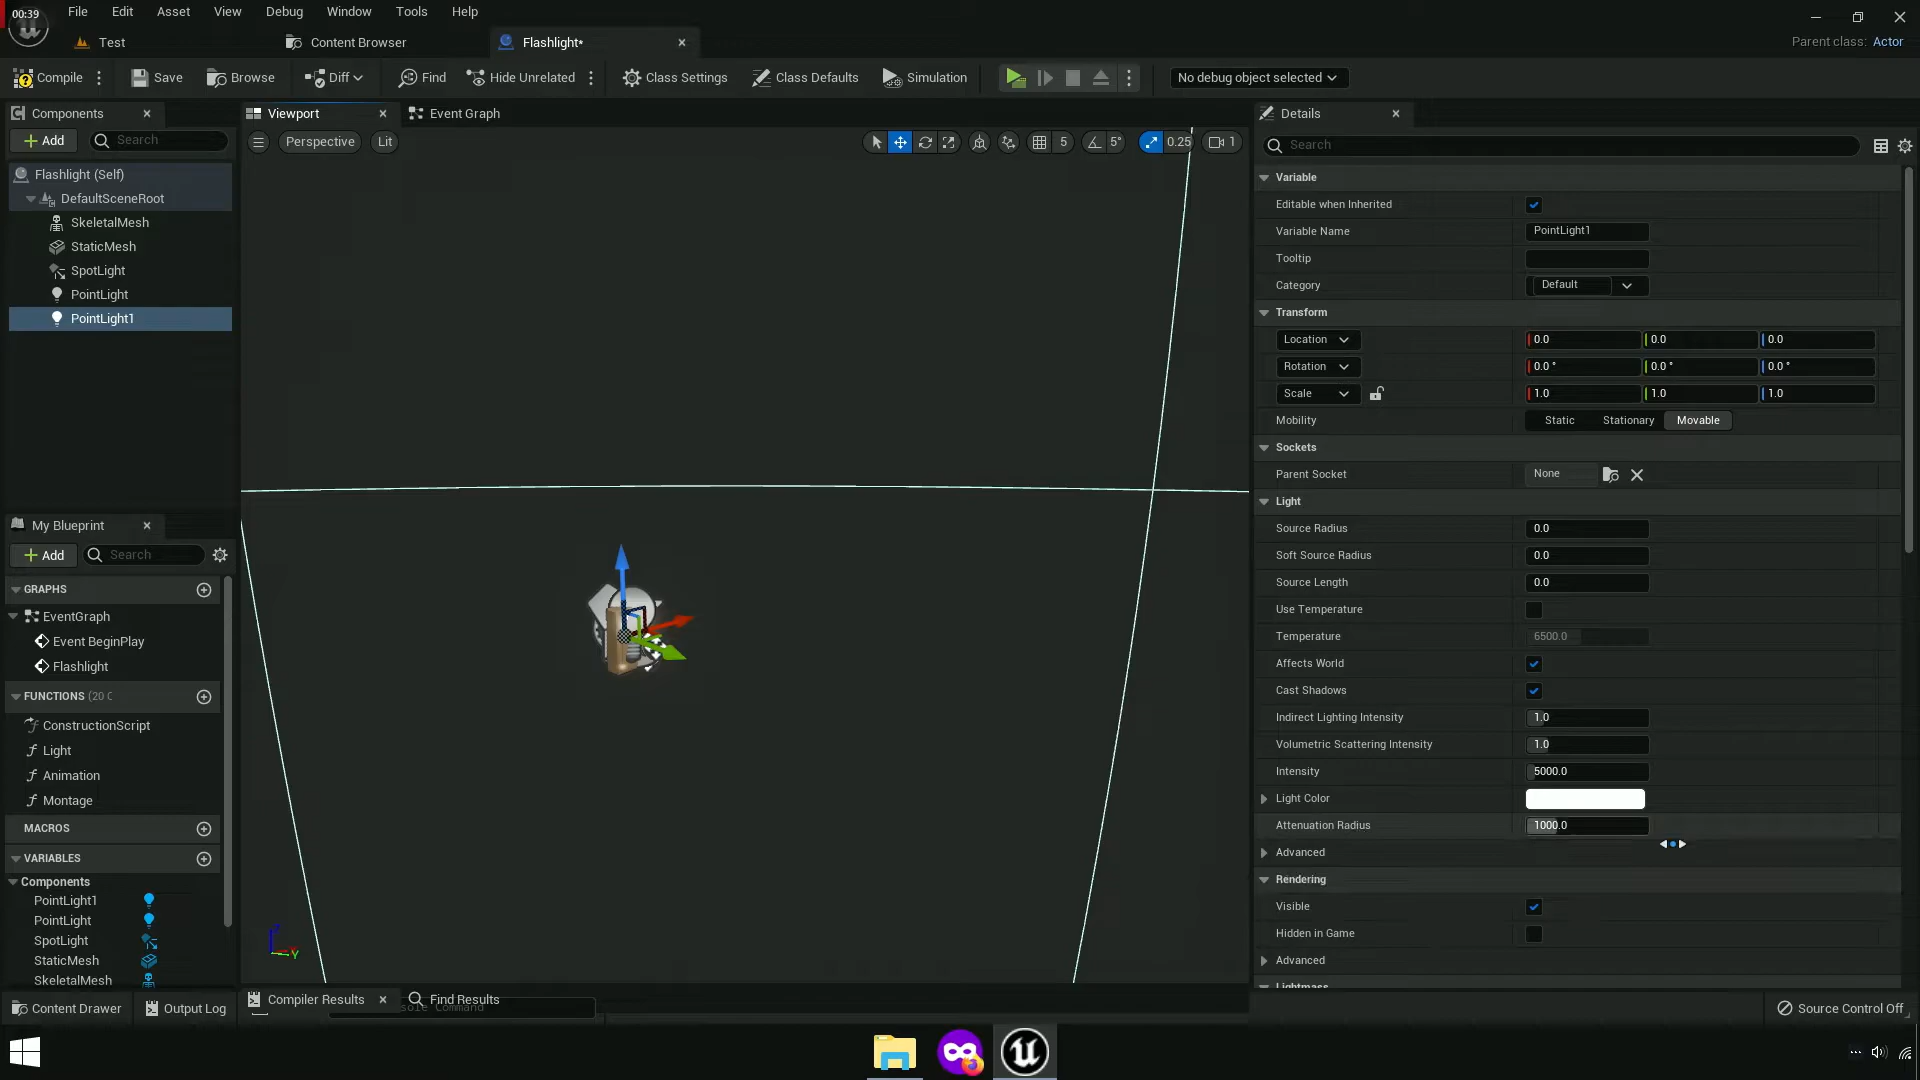 00:39
File Edit Asset View Debug Window Tools Help
Test Content Browser Flashlight*
Parent class: Actor
Compile Save Browse Diff Find Hide Unrelated Class Settings Class Defaults Simulation No debug object selected
Components
Add Search
Flashlight (Self)
DefaultSceneRoot
SkeletalMesh
StaticMesh
SpotLight
PointLight
PointLight1
My Blueprint
Add Search
GRAPHS
EventGraph
Event BeginPlay
Flashlight
FUNCTIONS (20
ConstructionScript
Light
Animation
Montage
MACROS
VARIABLES
Components
PointLight1
PointLight
SpotLight
StaticMesh
SkeletalMesh
Viewport Event Graph
Perspective Lit 5 5° 0.25 1
Z
Y
Compiler Results Find Results
Details
Search
Variable
Editable when Inherited
Variable Name PointLight1
Tooltip
Category Default
Transform
Location 0.0 0.0 0.0
Rotation 0.0 ° 0.0 ° 0.0 °
Scale 1.0 1.0 1.0
Mobility Static Stationary Movable
Sockets
Parent Socket None
Light
Source Radius 0.0
Soft Source Radius 0.0
Source Length 0.0
Use Temperature
Temperature 6500.0
Affects World
Cast Shadows
Indirect Lighting Intensity 1.0
Volumetric Scattering Intensity 1.0
Intensity 5000.0
Light Color
Attenuation Radius 1000.0
Advanced
Rendering
Visible
Hidden in Game
Advanced
Lightmass
Content Drawer Output Log sole Command Source Control Off